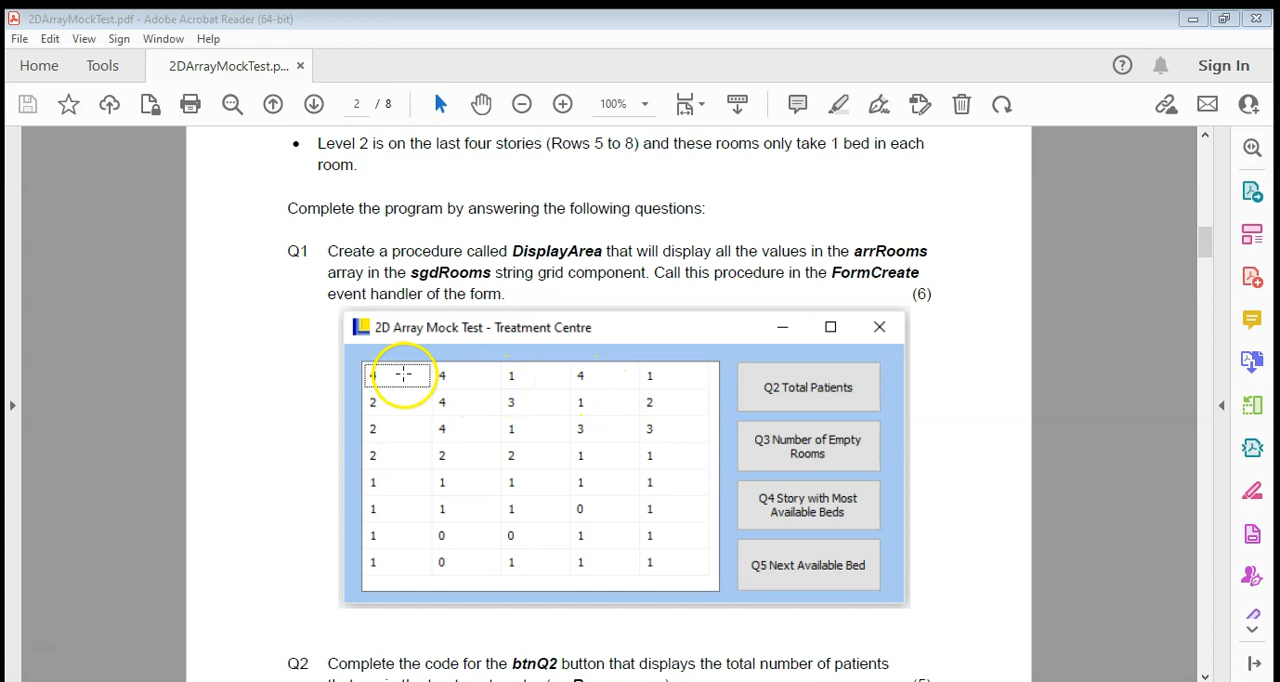 2DArrayMockTest.pdf - Adobe Acrobat Reader (64-bit)
File Edit View Sign Window Help
Home Tools 2DArrayMockTest.p... × Sign In
2 / 8 100%
• Level 2 is on the last four stories (Rows 5 to 8) and these rooms only take 1 bed in each
room.
Complete the program by answering the following questions:
Q1 Create a procedure called DisplayArea that will display all the values in the arrRooms
array in the sgdRooms string grid component. Call this procedure in the FormCreate
event handler of the form. (6)
2D Array Mock Test - Treatment Centre
4 4 1 4 1
2 4 3 1 2
2 4 1 3 3
2 2 2 1 1
1 1 1 1 1
1 1 1 0 1
1 0 0 1 1
1 0 1 1 1
Q2 Total Patients
Q3 Number of Empty
Rooms
Q4 Story with Most
Available Beds
Q5 Next Available Bed
Q2 Complete the code for the btnQ2 button that displays the total number of patients